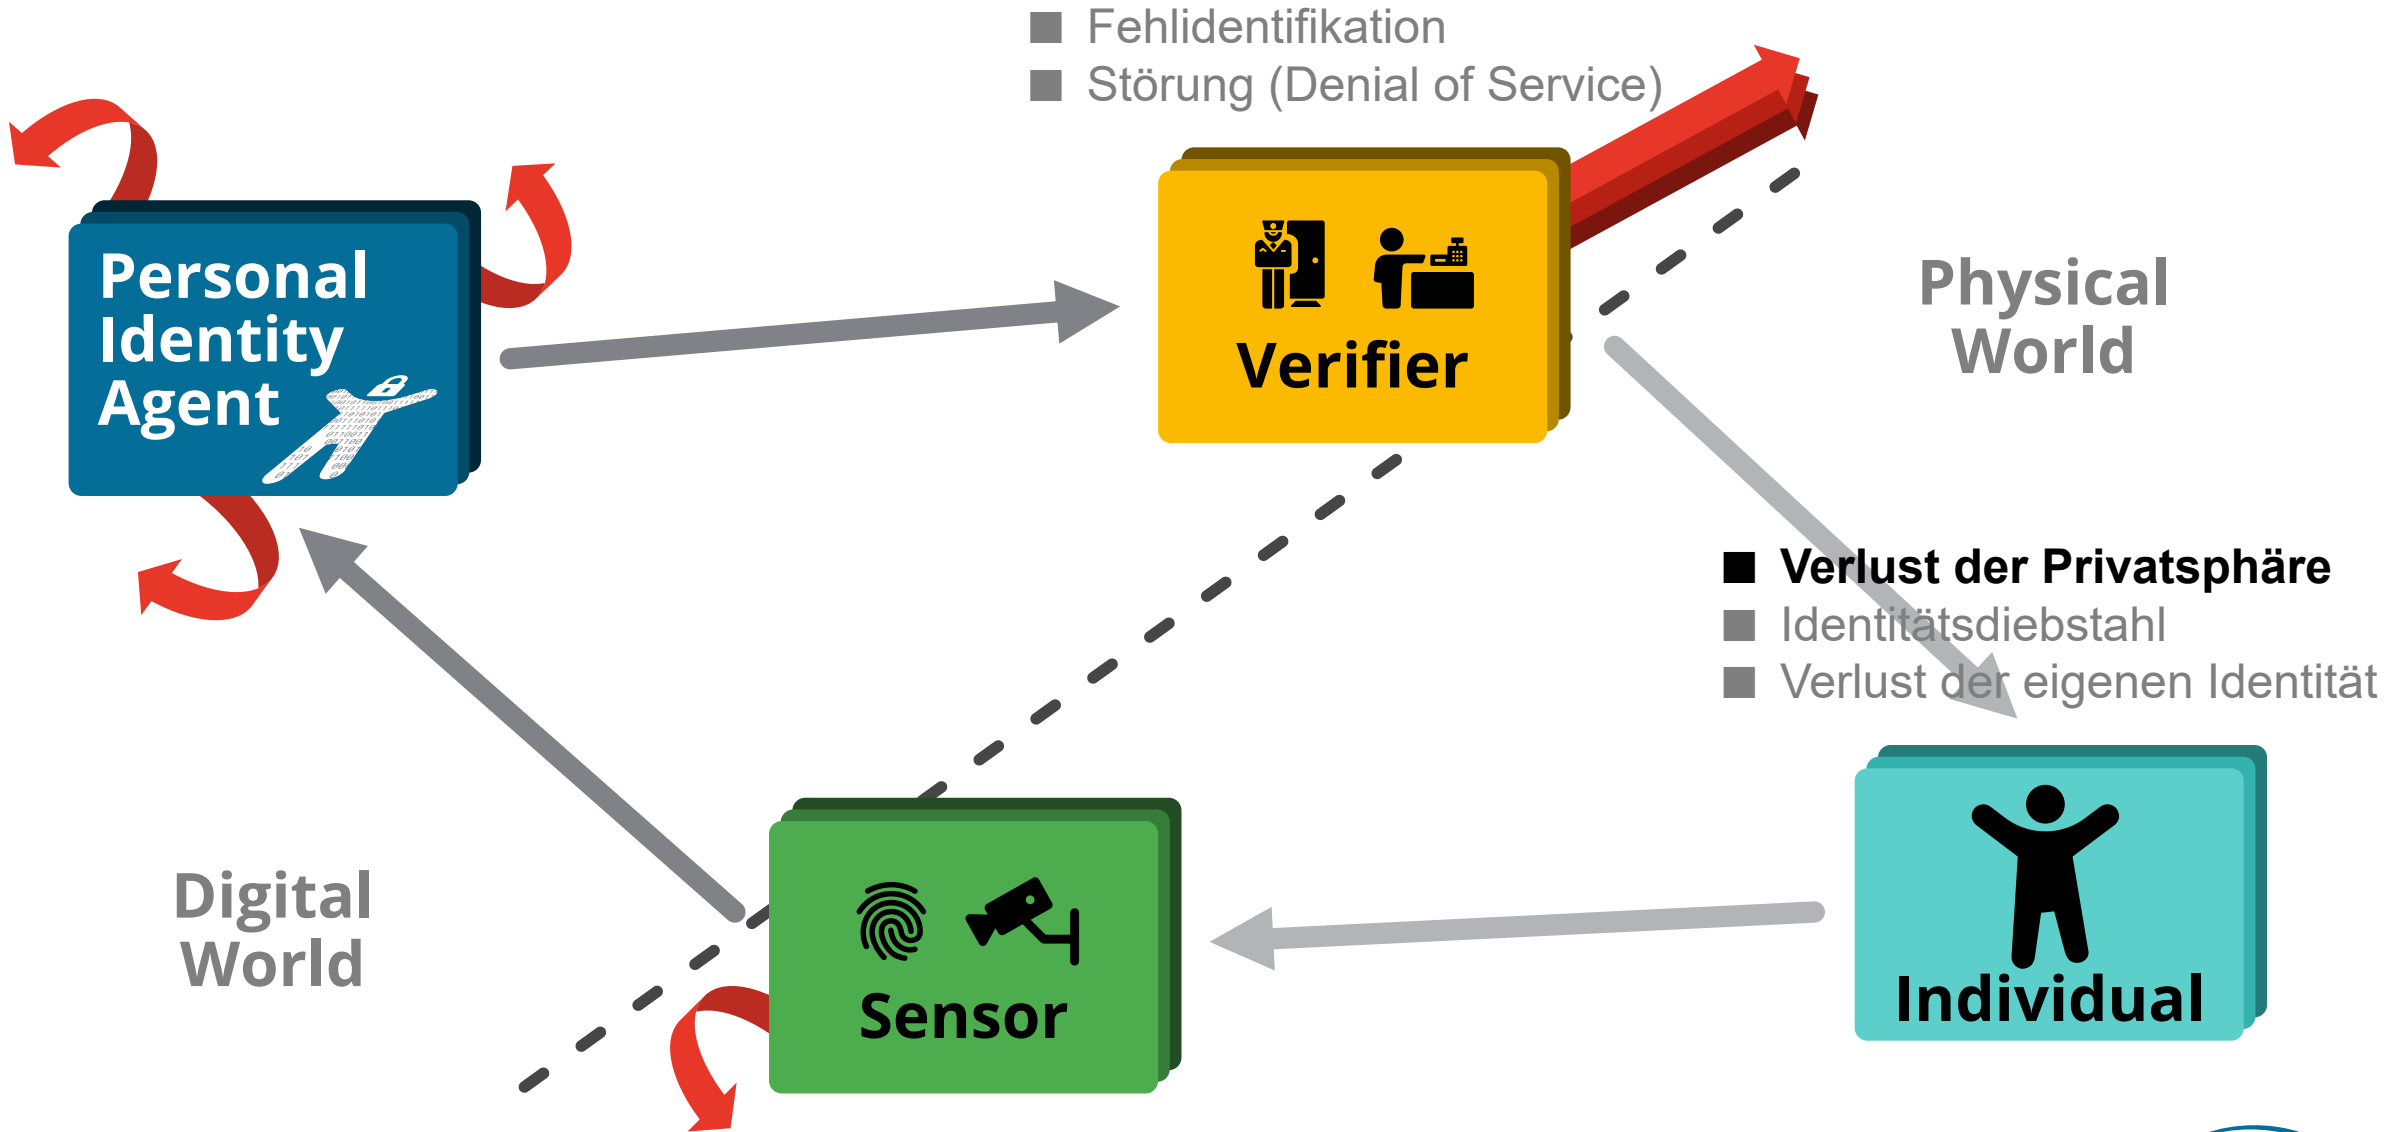 Fehlidentifikation
Störung (Denial of Service)
Personal
Identity
Agent
Verifier
Physical
World
Verlust der Privatsphäre
Identitätsdiebstahl
Verlust der eigenen Identität
Digital
World
Sensor
Individual